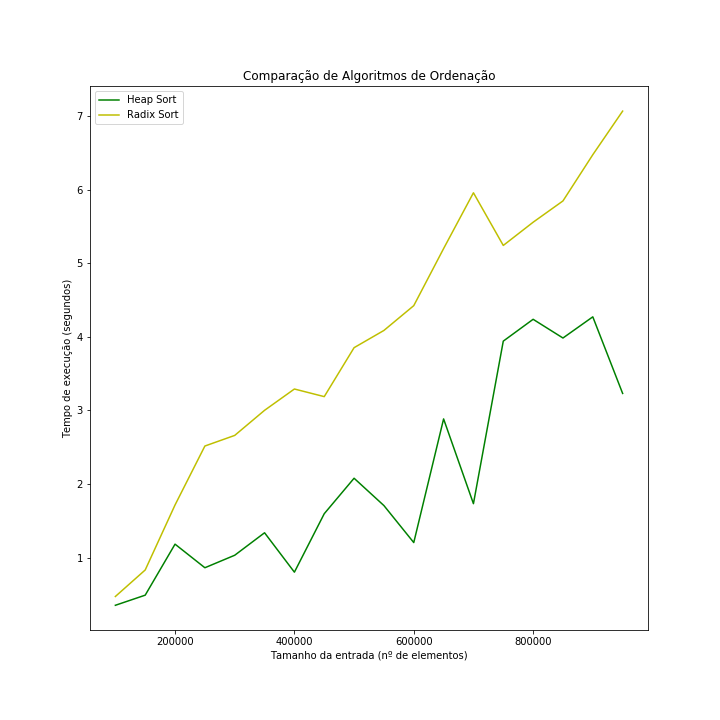 Comparação de Algoritmos de Ordenação
Heap Sort
Radix Sort
7
6
5
4
3
2
1
Tempo de execução (segundos)
200000 400000 600000 800000
Tamanho da entrada (nº de elementos)